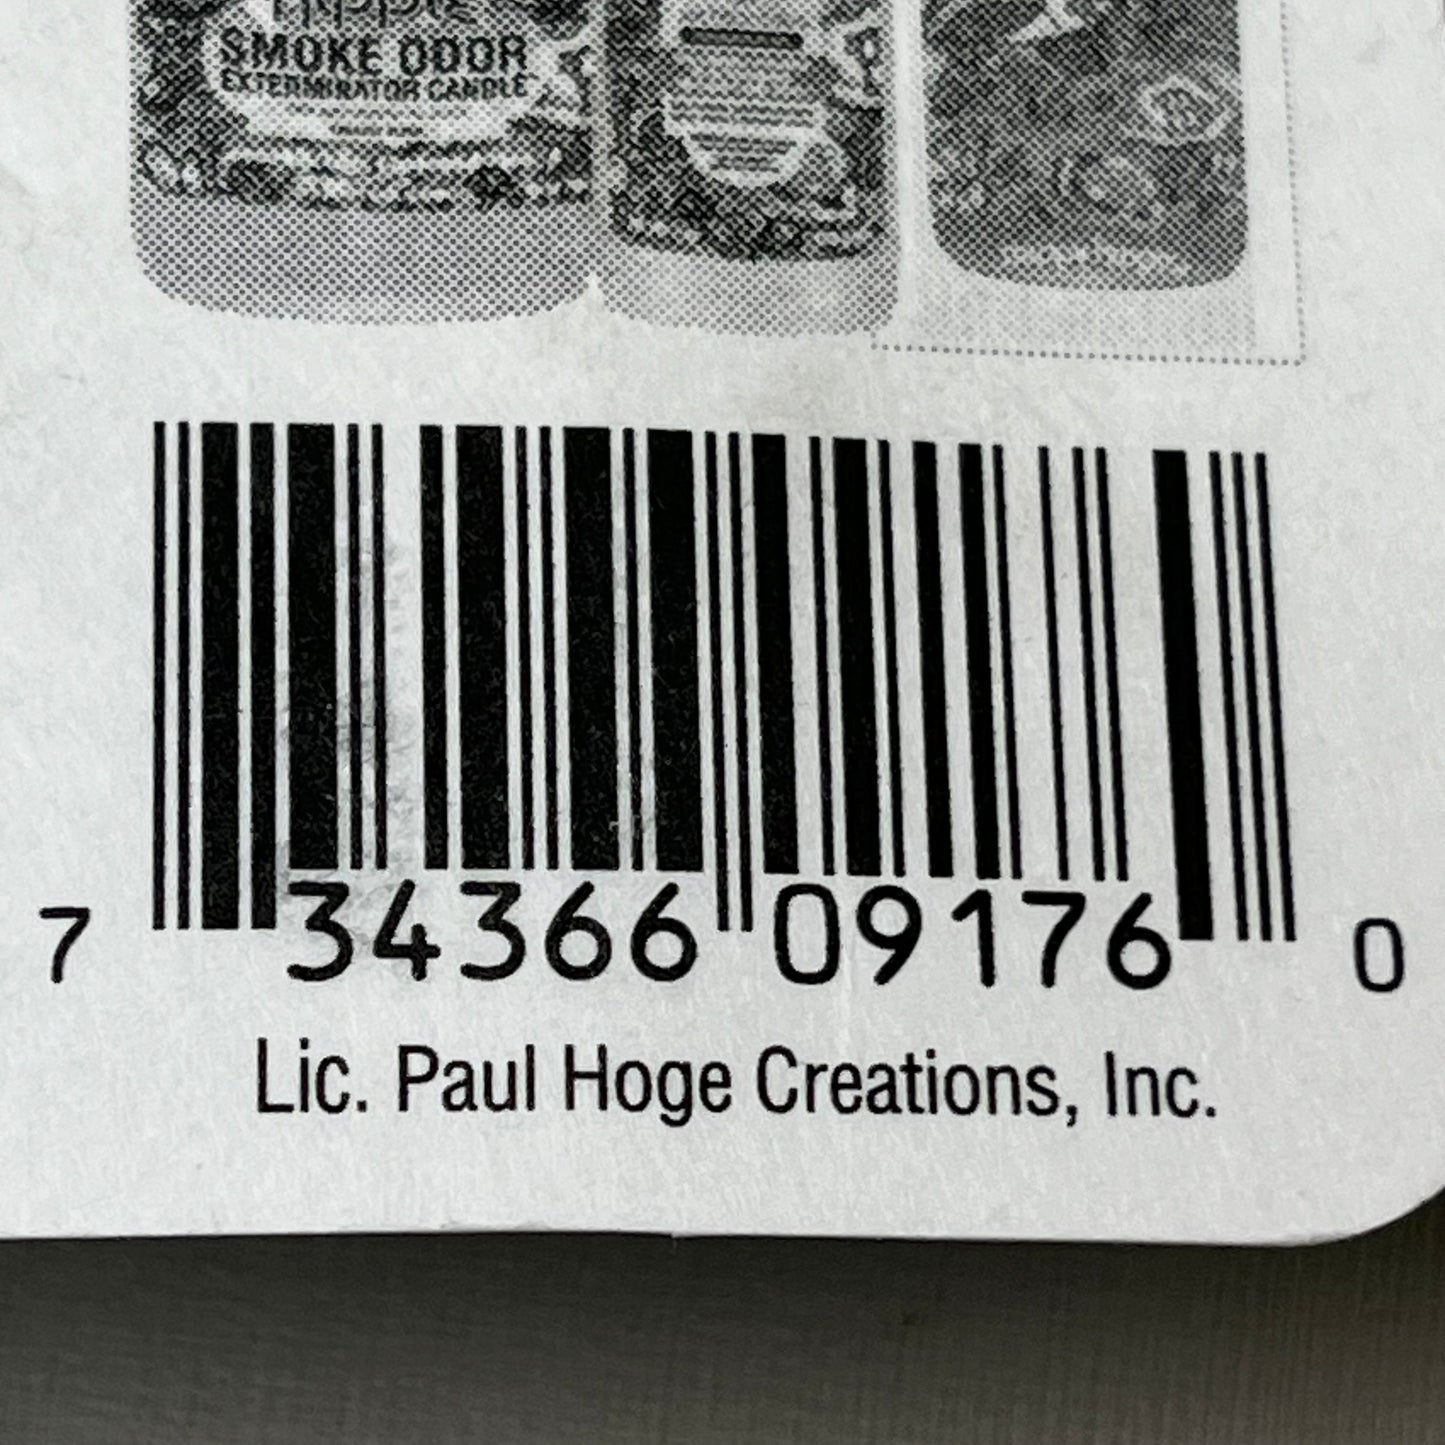 SMOKE ODOR
EXTERMINATOR CANDLE
7 34366 09176 0
Lic. Paul Hoge Creations, Inc.